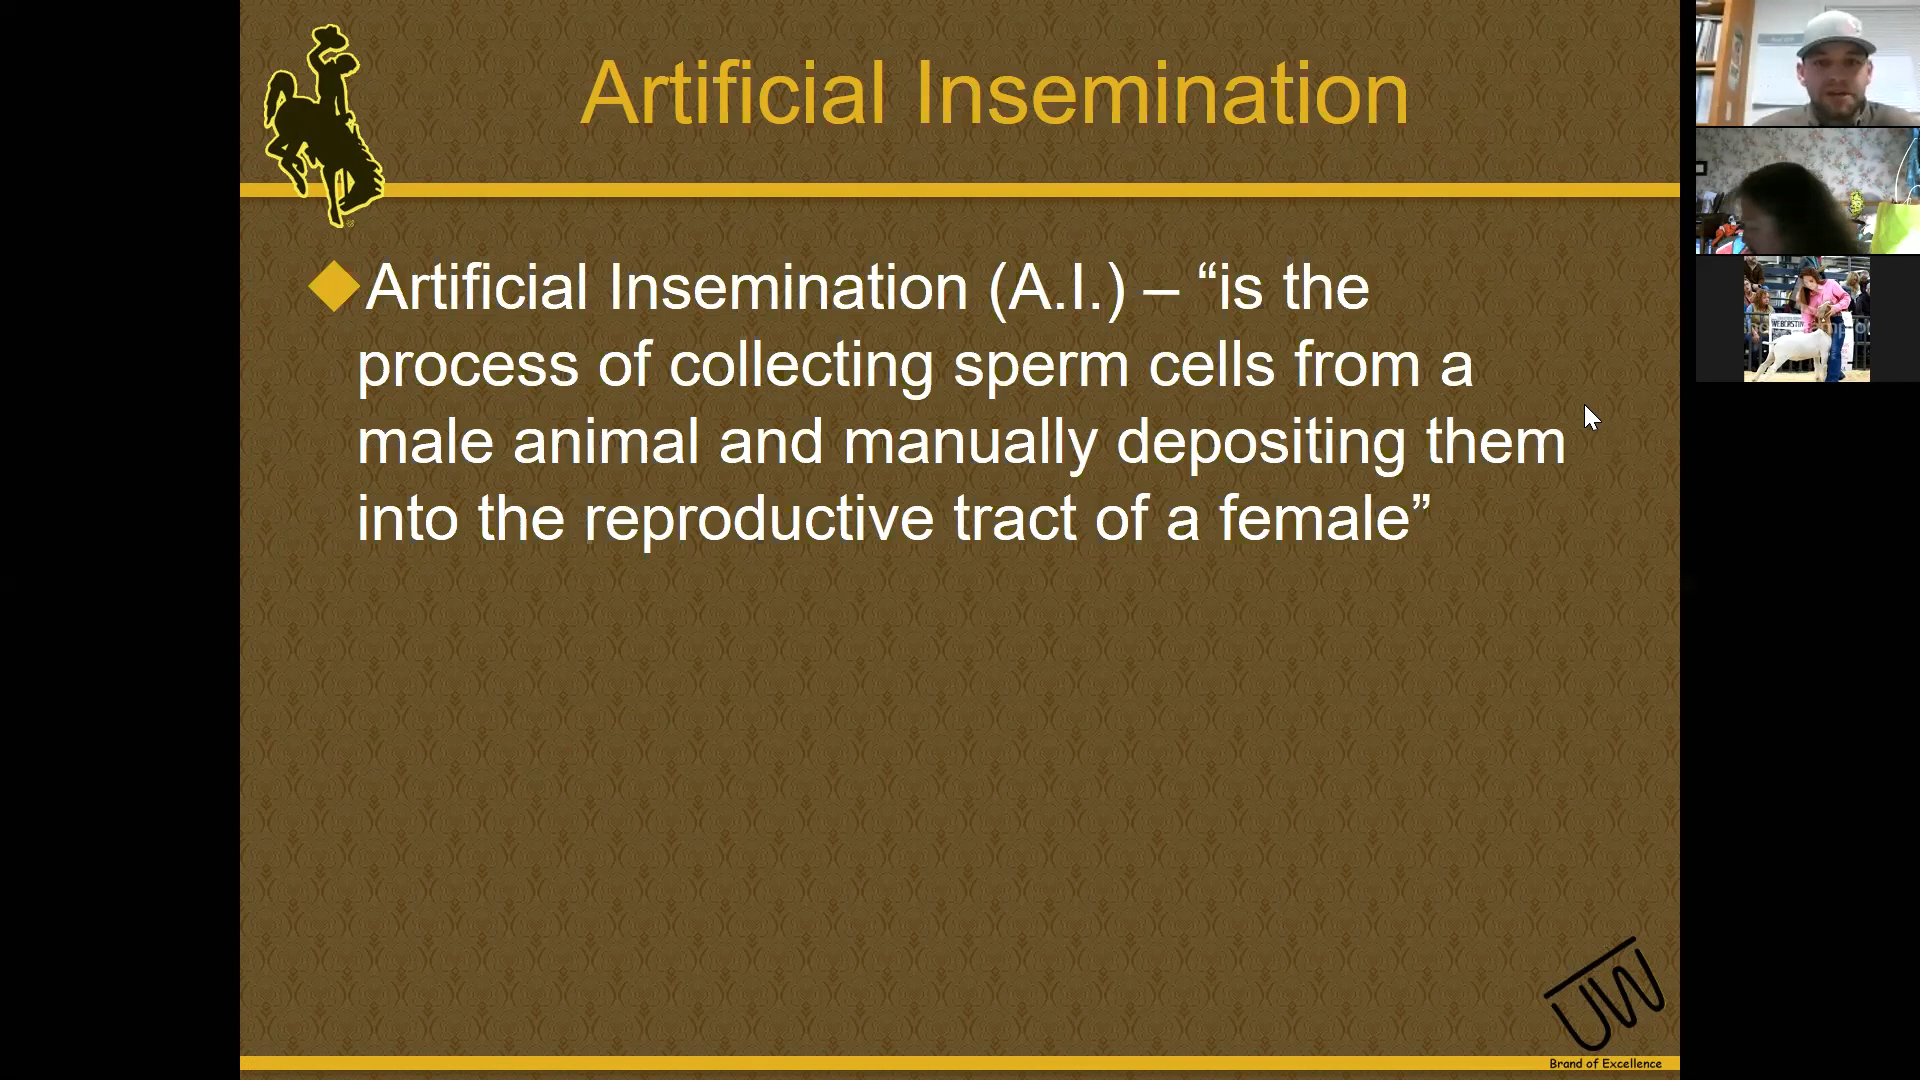 Artificial Insemination
Artificial Insemination (A.I.) – “is the
process of collecting sperm cells from a
male animal and manually depositing them
into the reproductive tract of a female”
UW
Brand of Excellence